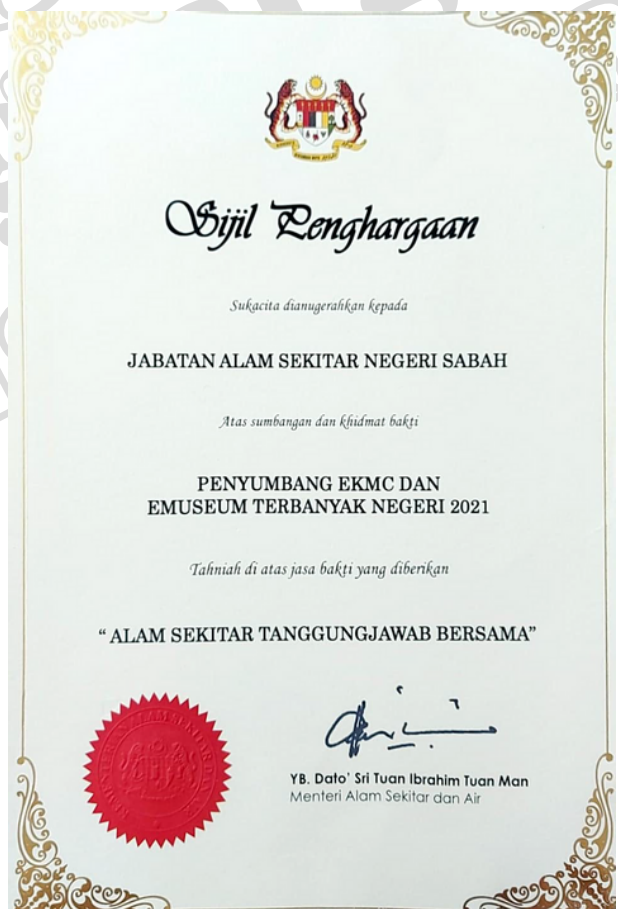 Sijil Penghargaan
Sukacita dianugerahkan kepada
JABATAN ALAM SEKITAR NEGERI SABAH
Atas sumbangan dan khidmat bakti
PENYUMBANG EKMC DAN
EMUSEUM TERBANYAK NEGERI 2021
Tahniah di atas jasa bakti yang diberikan
“ ALAM SEKITAR TANGGUNGJAWAB BERSAMA”
YB. Dato' Sri Tuan Ibrahim Tuan Man
Menteri Alam Sekitar dan Air